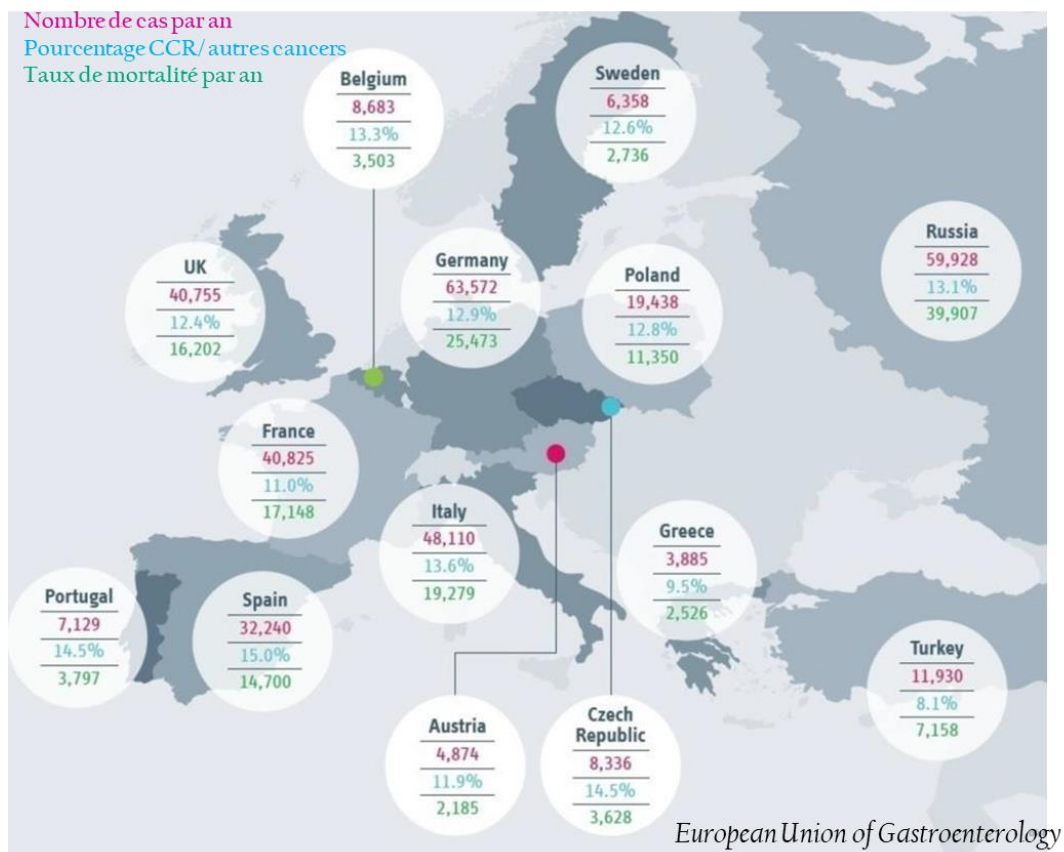 Nombre de cas par an
Pourcentage CCR/ autres cancers
Taux de mortalité par an
Belgium
8,683
13.3%
3,503
Sweden
6,358
12.6%
2,736
UK
40,755
12.4%
16,202
Germany
63,572
12.9%
25,473
Poland
19,438
12.8%
11,350
Russia
59,928
13.1%
39,907
France
40,825
11.0%
17,148
Italy
48,110
13.6%
19,279
Greece
3,885
9.5%
2,526
Portugal
7,129
14.5%
3,797
Spain
32,240
15.0%
14,700
Turkey
11,930
8.1%
7,158
Austria
4,874
11.9%
2,185
Czech
Republic
8,336
14.5%
3,628
European Union of Gastroenterology